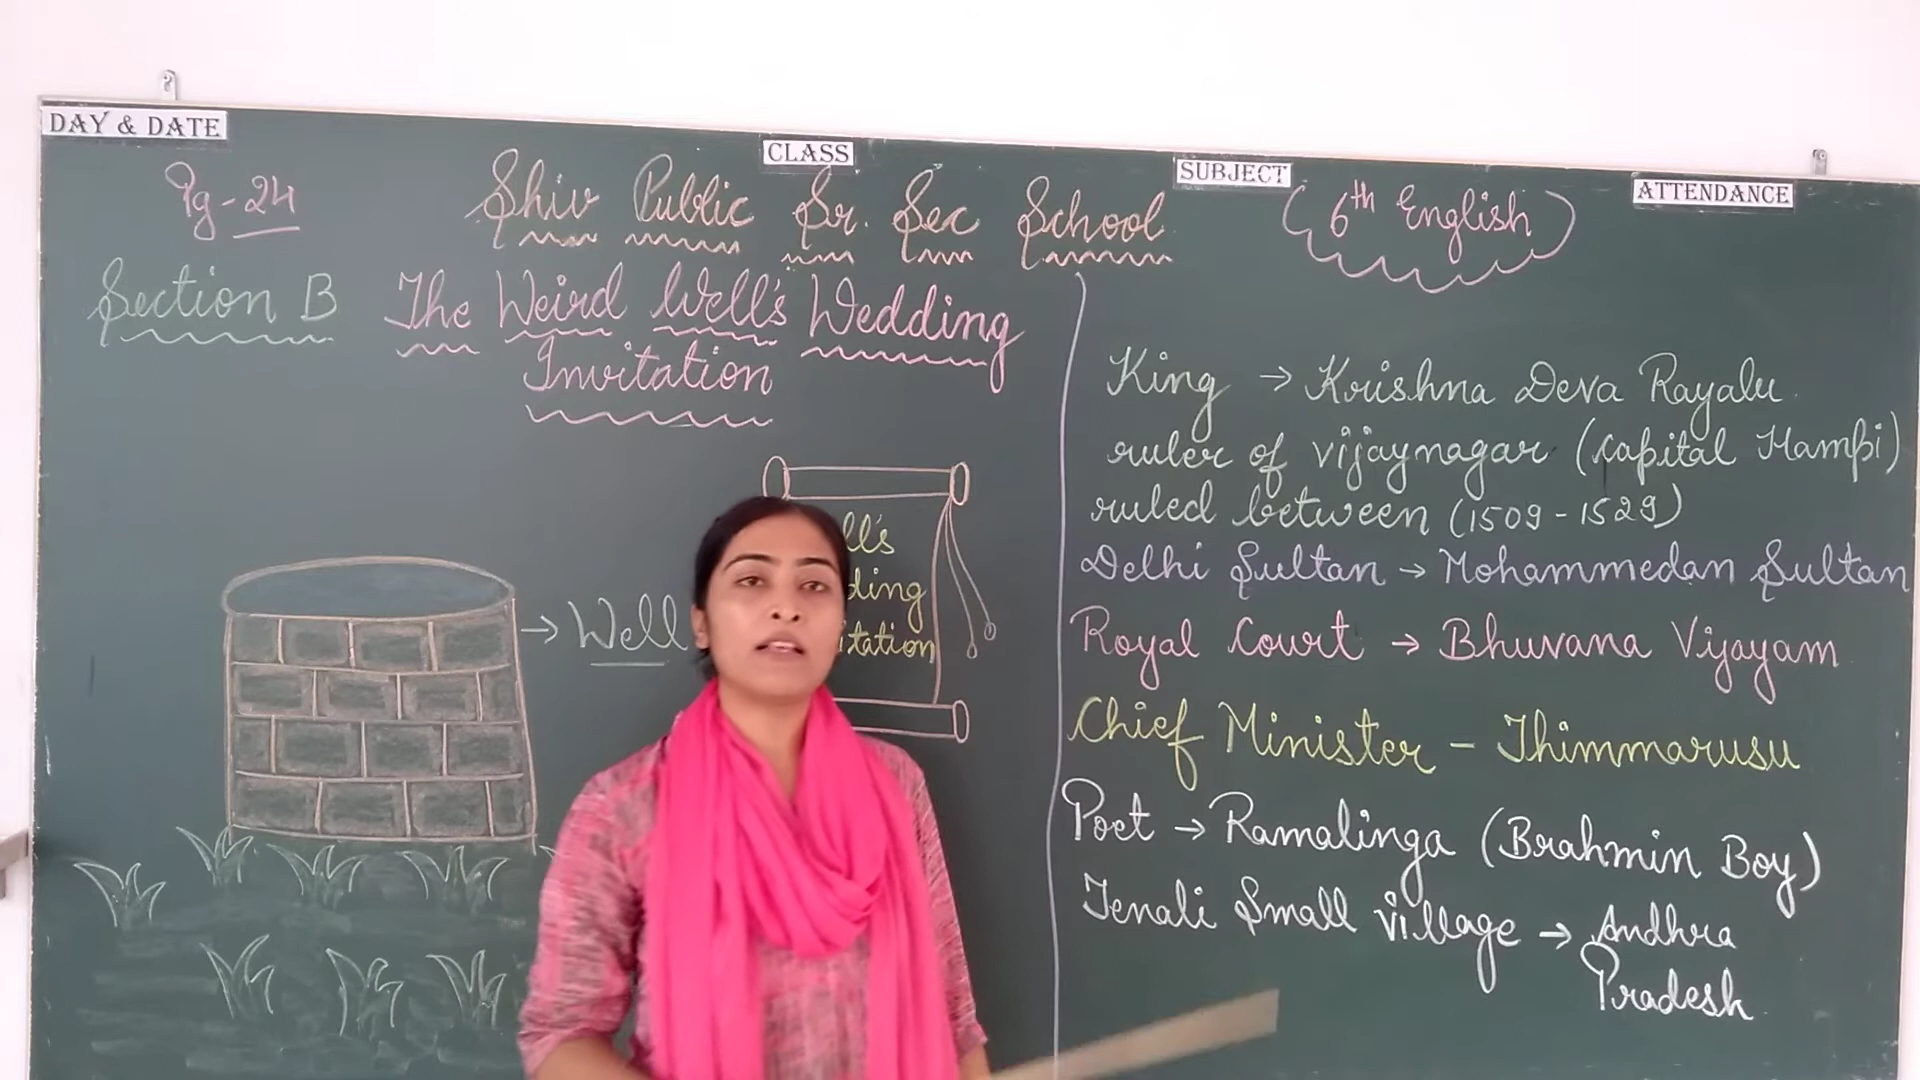 DAY & DATE
CLASS
SUBJECT
ATTENDANCE
Pg-24
Shiv Public Sr. Sec School
(6th English)
Section B
The Weird Well's Wedding
Invitation
→ Well
ll's
ding
itation
King → Krishna Deva Rayalu
ruler of vijaynagar (capital Hampi)
ruled between (1509-1529)
Delhi Sultan → Mohammedan Sultan
Royal Court → Bhuvana Vijayam
Chief Minister - Thimmarusu
Poet → Ramalinga (Brahmin Boy)
Tenali Small village → Andhra
Pradesh